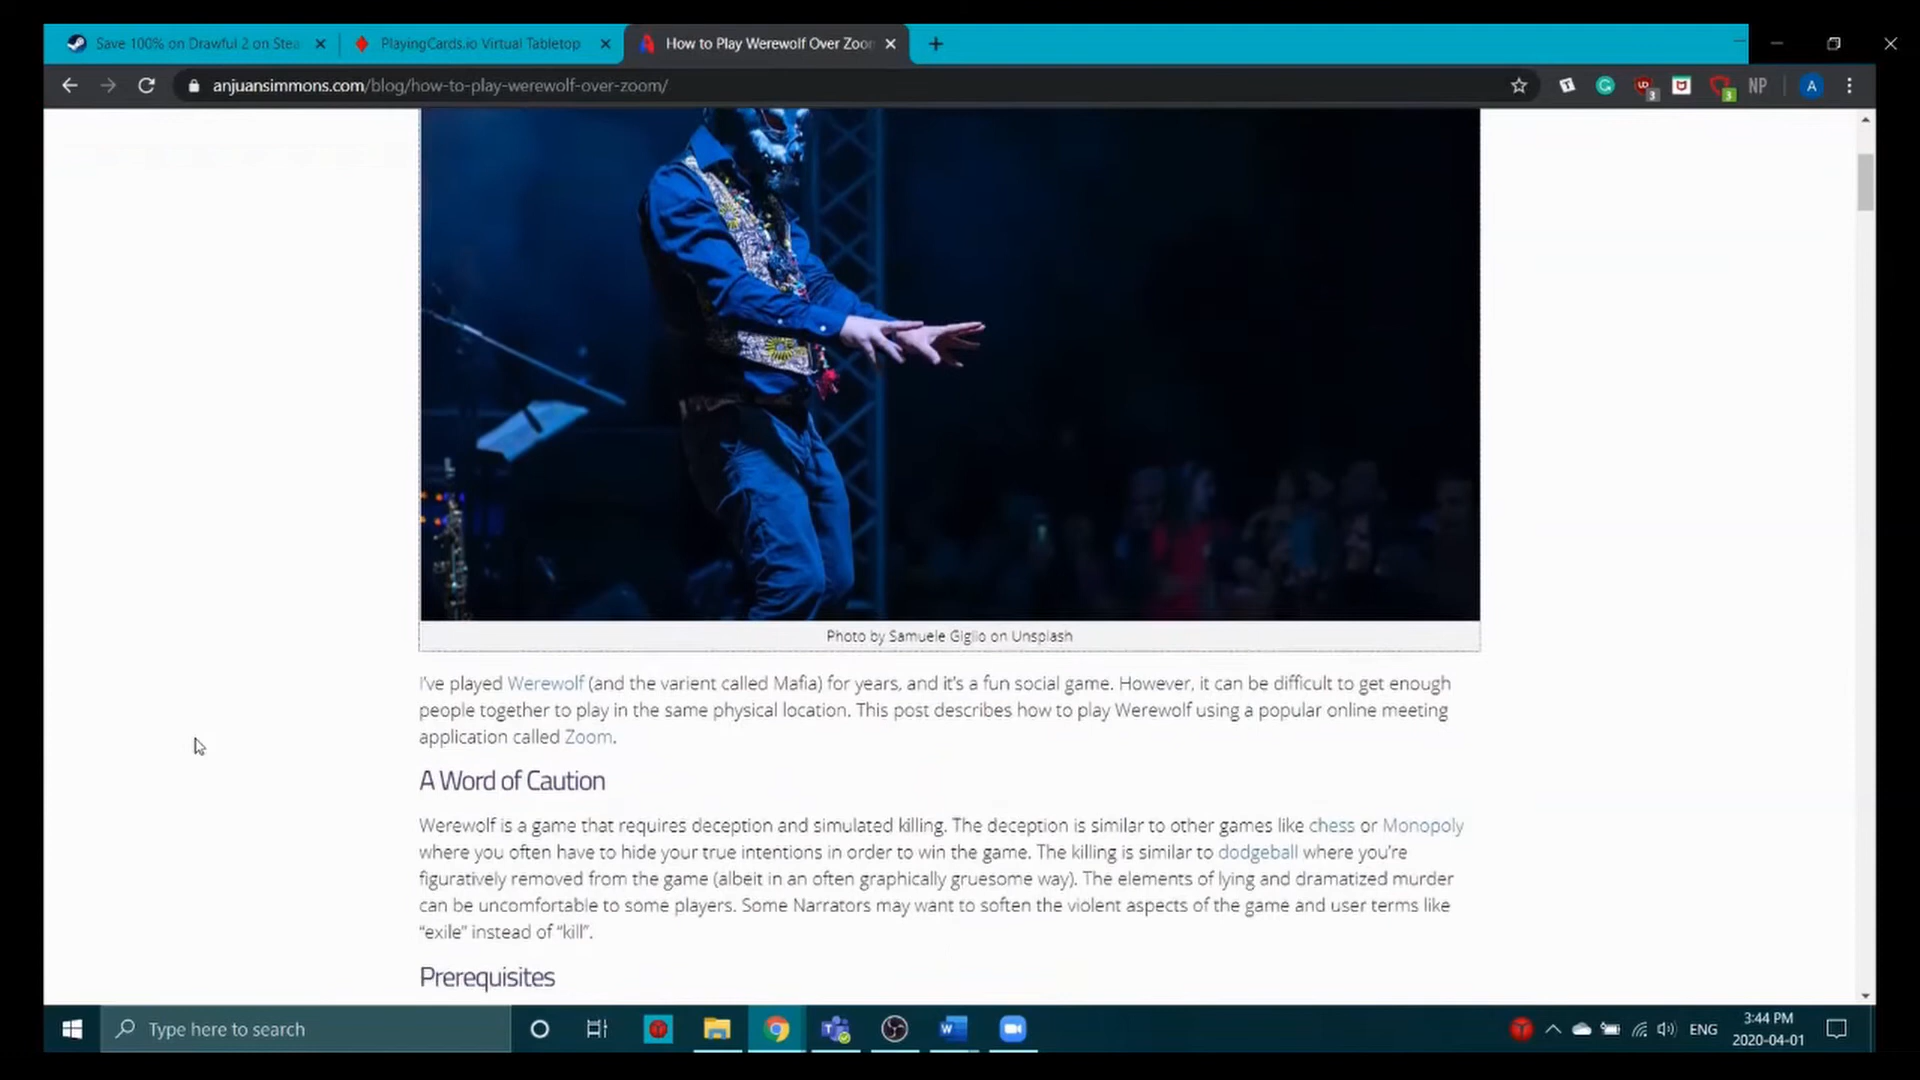 Save 100% on Drawful 2 on Stea
PlayingCards.io Virtual Tabletop
How to Play Werewolf Over Zoo
anjuansimmons.com/blog/how-to-play-werewolf-over-zoom/
3
3
NP
A
Photo by Samuele Giglio on Unsplash
I've played Werewolf (and the varient called Mafia) for years, and it's a fun social game. However, it can be difficult to get enough
people together to play in the same physical location. This post describes how to play Werewolf using a popular online meeting
application called Zoom.
A Word of Caution
Werewolf is a game that requires deception and simulated killing. The deception is similar to other games like chess or Monopoly
where you often have to hide your true intentions in order to win the game. The killing is similar to dodgeball where you're
figuratively removed from the game (albeit in an often graphically gruesome way). The elements of lying and dramatized murder
can be uncomfortable to some players. Some Narrators may want to soften the violent aspects of the game and user terms like
“exile” instead of “kill”.
Prerequisites
Type here to search
ENG
3:44 PM
2020-04-01